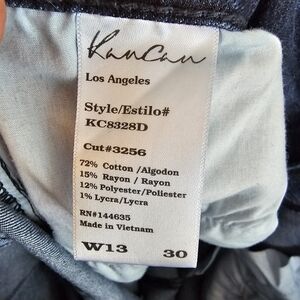 KanCan
Los Angeles
Style/Estilo#
KC8328D
Cut#3256
72% Cotton /Algodon
15% Rayon / Rayon
12% Polyester/Poliester
1% Lycra/Lycra
RN#144635
Made in Vietnam
W13 30